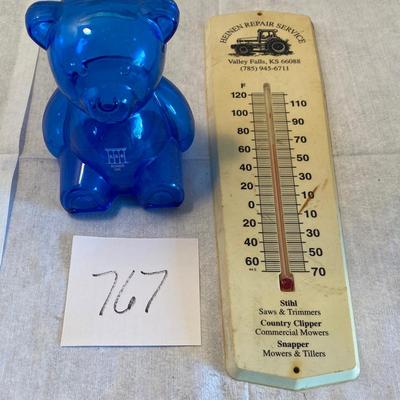 HEINEN REPAIR SERVICE
Valley Falls, KS 66088
(785) 945-6711
F
120
110
100
90
80
70
60
50
40
30
20
10
0
10
10
20
30
40
50
60
70
Stihl
Saws & Trimmers
Country Clipper
Commercial Mowers
Snapper
Mowers & Tillers
767